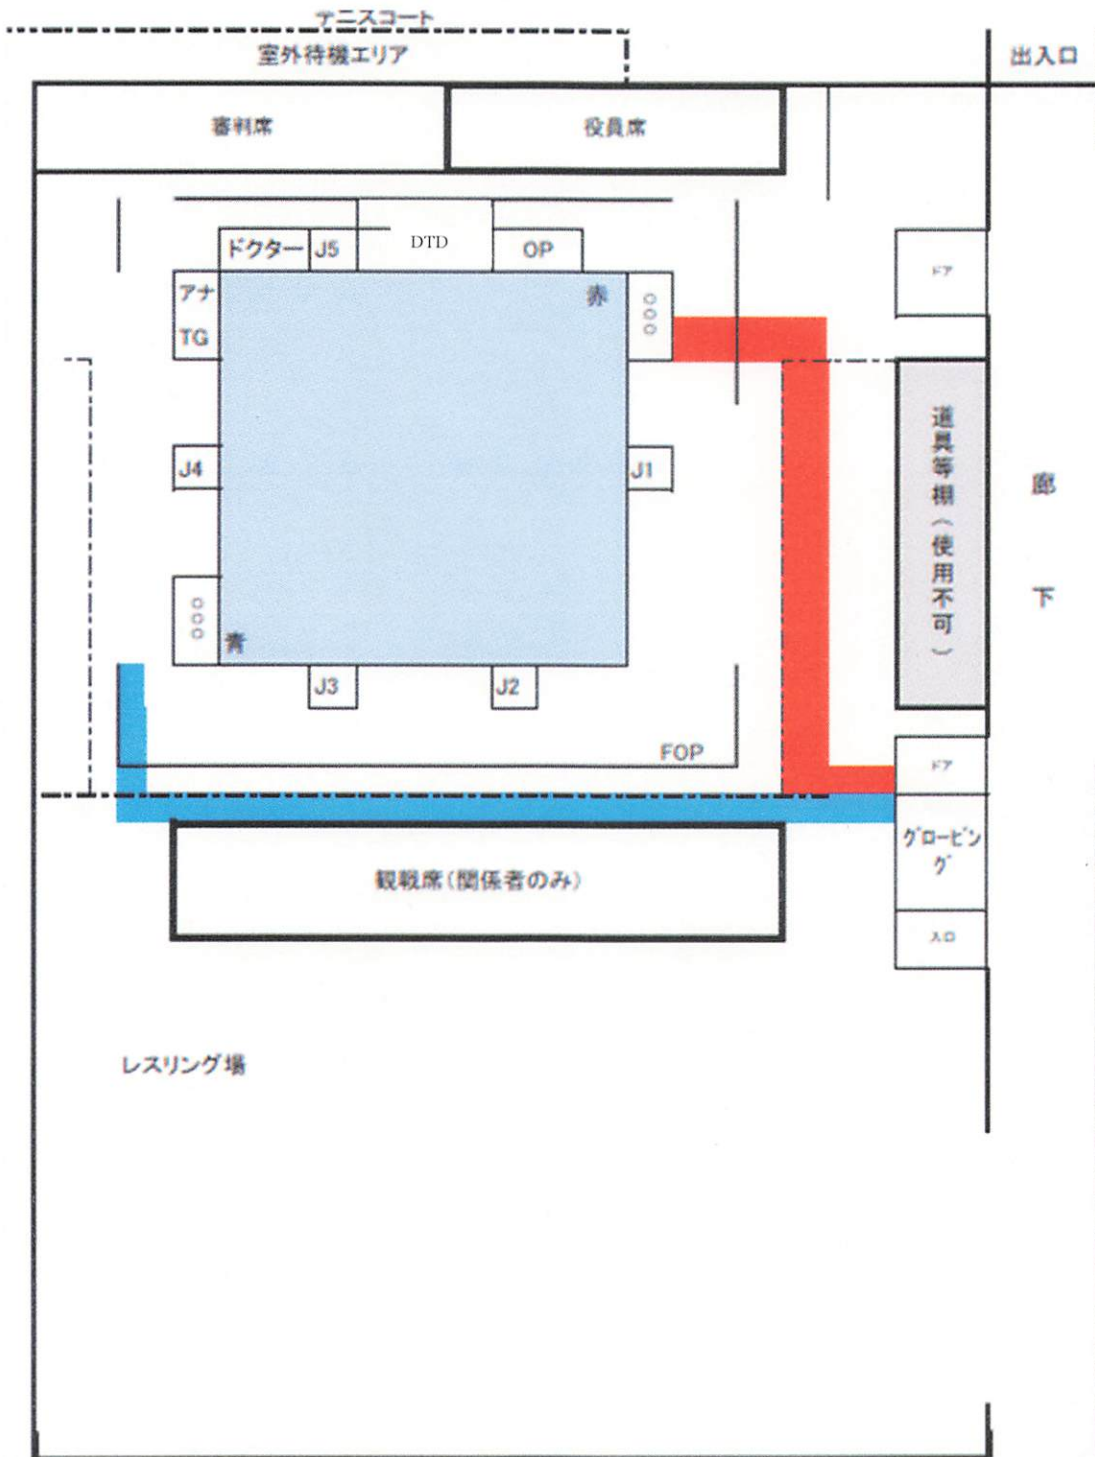 テニスコート
室外待機エリア
出入口
審判席
役員席
ドクター
J5
DTD
OP
ドア
アナ
TG
赤
○○○
J4
J1
道具等棚（使用不可）
廊下
○○○
青
J3
J2
FOP
ドア
グローピン
グ
観戦席(関係者のみ)
入口
レスリング場